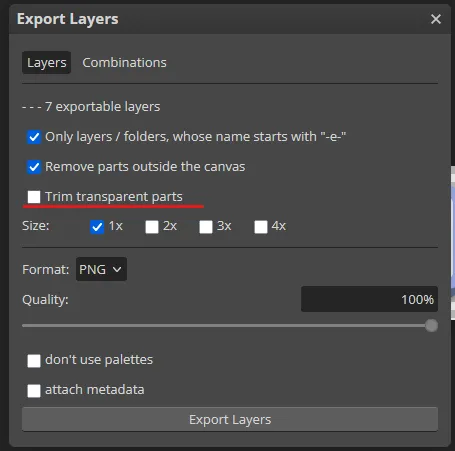 Export Layers
Layers Combinations
- - - 7 exportable layers
Only layers / folders, whose name starts with "-e-"
Remove parts outside the canvas
Trim transparent parts
Size: 1x 2x 3x 4x
Format: PNG
Quality: 100%
don't use palettes
attach metadata
Export Layers